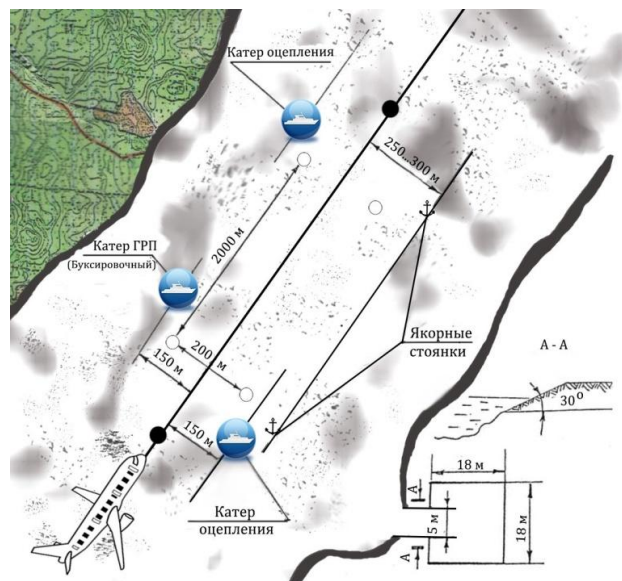 Катер оцепления
250...300 м
2000 м
Катер ГРП
(Буксировочный)
200 м
150 м
150 м
Якорные
стоянки
А - А
30°
Катер
оцепления
18 м
А
5 м
18 м
А